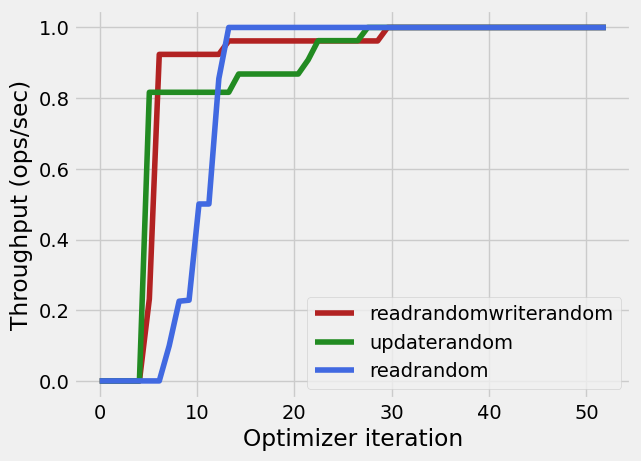 1.0
0.8
0.6
0.4
0.2
0.0
Throughput (ops/sec)
readrandomwriterandom
updaterandom
readrandom
0 10 20 30 40 50
Optimizer iteration